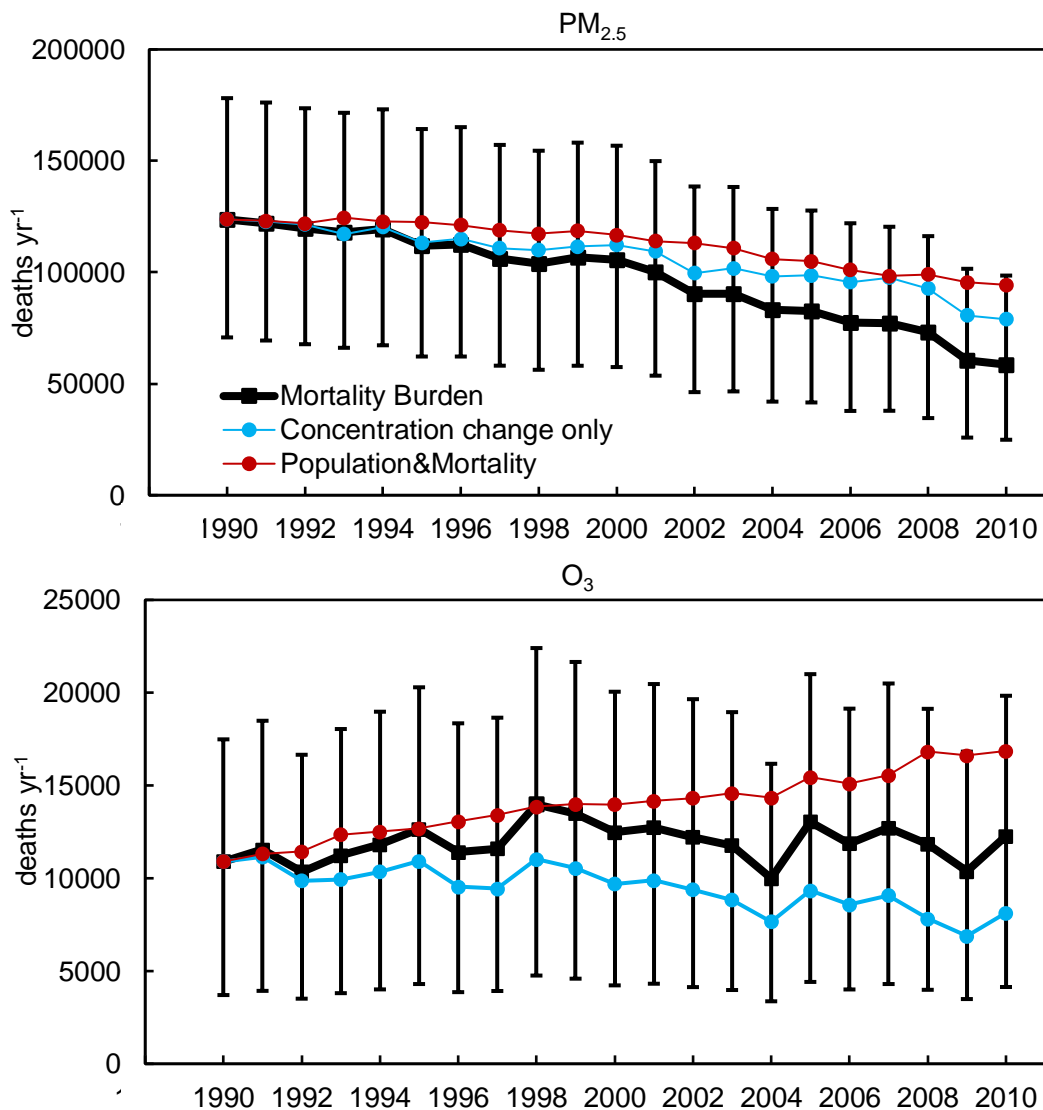 PM2.5
200000
150000
100000
50000
0
deaths yr-1
Mortality Burden
Concentration change only
Population&Mortality
1990 1992 1994 1996 1998 2000 2002 2004 2006 2008 2010
O3
25000
20000
15000
10000
5000
0
deaths yr-1
1990 1992 1994 1996 1998 2000 2002 2004 2006 2008 2010